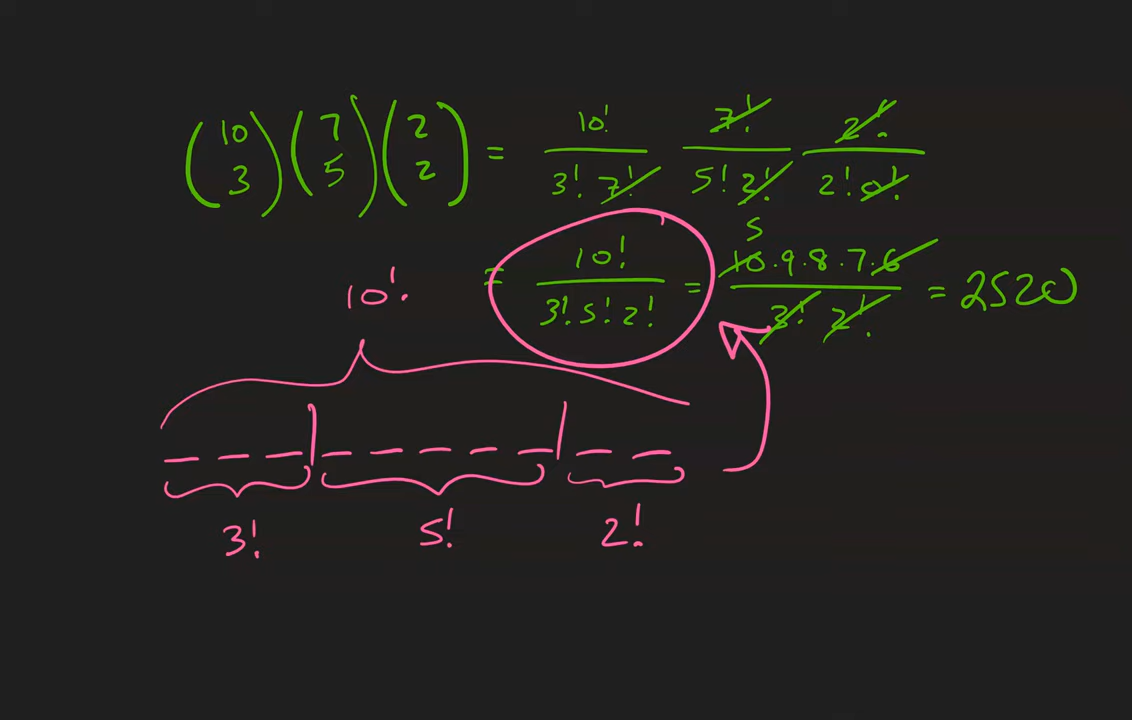 (10 3)(7 5)(2 2) = 10!/(3! 7!) 7!/(5! 2!) 2!/(2! 0!)
= 10!/(3! 5! 2!) = 5 10·9·8·7·6/(3! 2!) = 2520
10!
_ _ _ | _ _ _ _ _ | _ _
3! 5! 2!